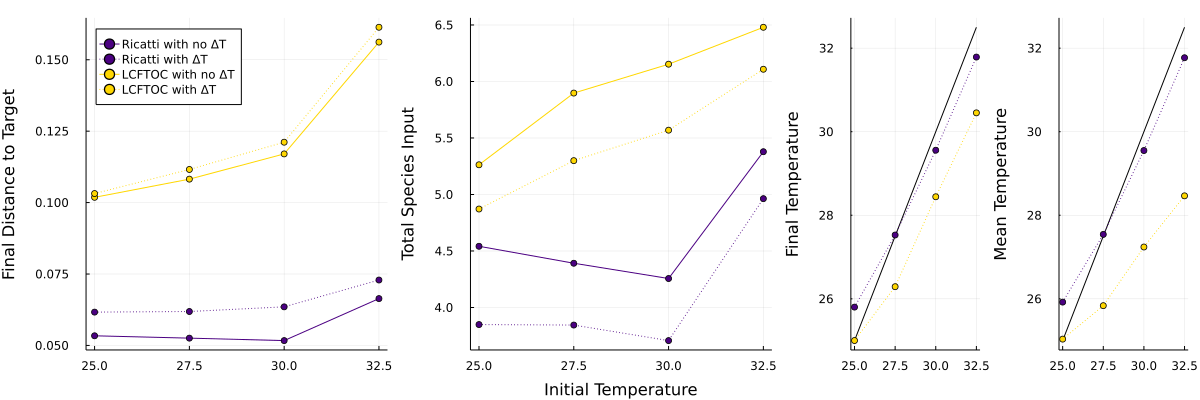 Final Distance to Target
0.150
0.125
0.100
0.075
0.050
25.0 27.5 30.0 32.5
Ricatti with no ΔT
Ricatti with ΔT
LCFTOC with no ΔT
LCFTOC with ΔT
Total Species Input
6.5
6.0
5.5
5.0
4.5
4.0
25.0 27.5 30.0 32.5
Initial Temperature
Final Temperature
32
30
28
26
25.0 27.5 30.0 32.5
Mean Temperature
32
30
28
26
25.0 27.5 30.0 32.5